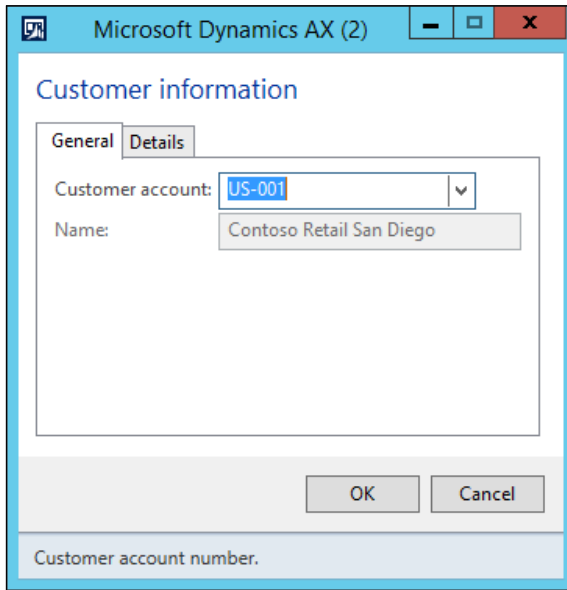 Microsoft Dynamics AX (2)
Customer information
General Details
Customer account: US-001
Name: Contoso Retail San Diego
OK Cancel
Customer account number.